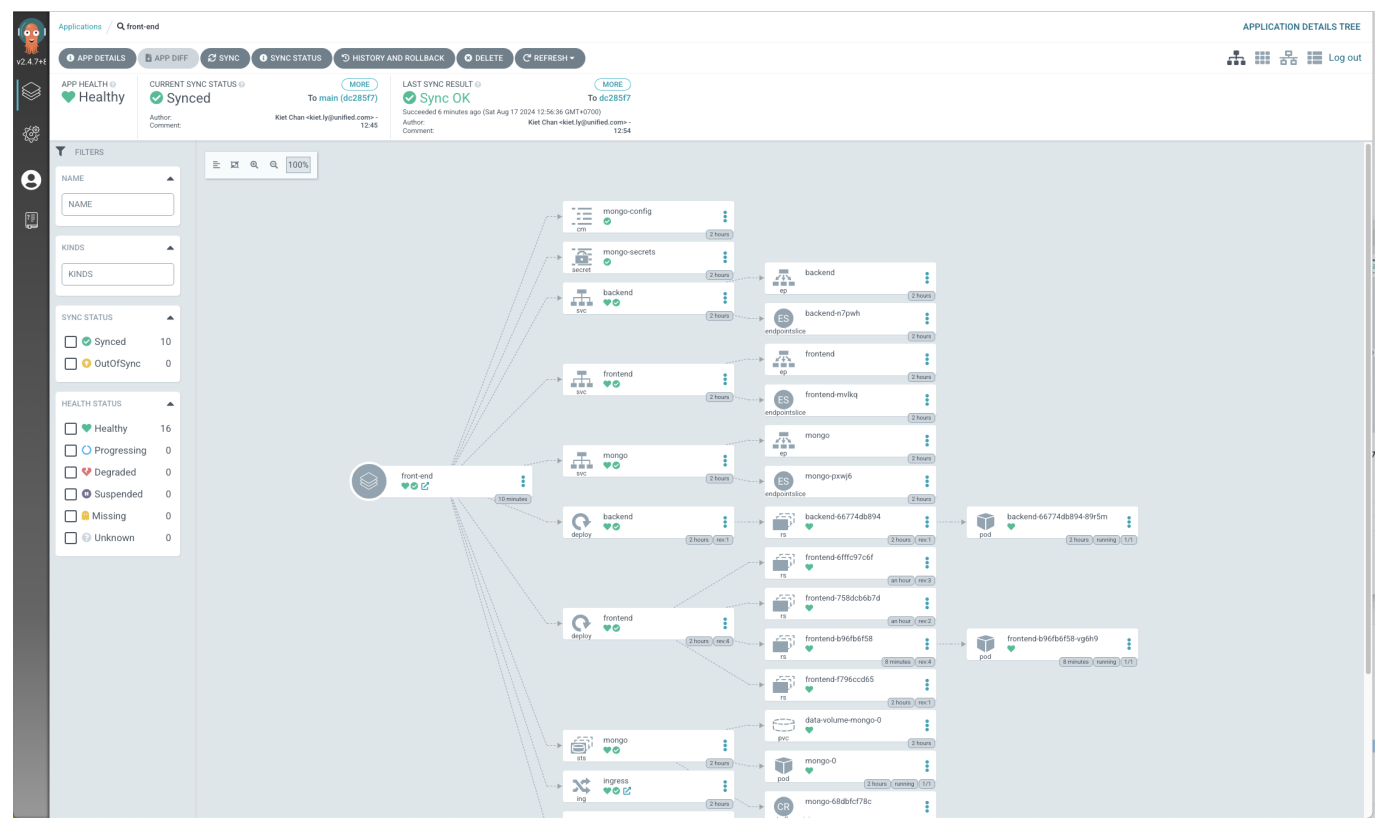 Applications / front-end
APPLICATION DETAILS TREE
v2.4.7+
APP DETAILS
APP DIFF
SYNC
SYNC STATUS
HISTORY AND ROLLBACK
DELETE
REFRESH
Log out
APP HEALTH
Healthy
CURRENT SYNC STATUS
MORE
Synced
To main (dc285f7)
Author:
Kiet Chan <kiet.ly@unified.com> -
Comment:
12:45
LAST SYNC RESULT
MORE
Sync OK
To dc285f7
Succeeded 6 minutes ago (Sat Aug 17 2024 12:56:36 GMT+0700)
Author:
Kiet Chan <kiet.ly@unified.com> -
Comment:
12:54
FILTERS
NAME
NAME
KINDS
KINDS
SYNC STATUS
Synced 10
OutOfSync 0
HEALTH STATUS
Healthy 16
Progressing 0
Degraded 0
Suspended 0
Missing 0
Unknown 0
100%
front-end
10 minutes
mongo-config
cm
2 hours
mongo-secrets
secret
2 hours
backend
svc
2 hours
frontend
svc
2 hours
mongo
svc
2 hours
backend
deploy
2 hours rev:1
frontend
deploy
2 hours rev:4
mongo
sts
2 hours
ingress
ing
2 hours
backend
ep
2 hours
ES
backend-n7pwh
endpointslice
2 hours
frontend
ep
2 hours
ES
frontend-mvlkq
endpointslice
2 hours
mongo
ep
2 hours
ES
mongo-pxwj6
endpointslice
2 hours
backend-66774db894
rs
2 hours rev:1
frontend-6fffc97c6f
rs
an hour rev:3
frontend-758dcb6b7d
rs
an hour rev:2
frontend-b96fb6f58
rs
8 minutes rev:4
frontend-f796ccd65
rs
2 hours rev:1
data-volume-mongo-0
pvc
2 hours
mongo-0
pod
2 hours running 1/1
CR
mongo-68dbfcf78c
backend-66774db894-89r5m
pod
2 hours running 1/1
frontend-b96fb6f58-vg6h9
pod
8 minutes running 1/1